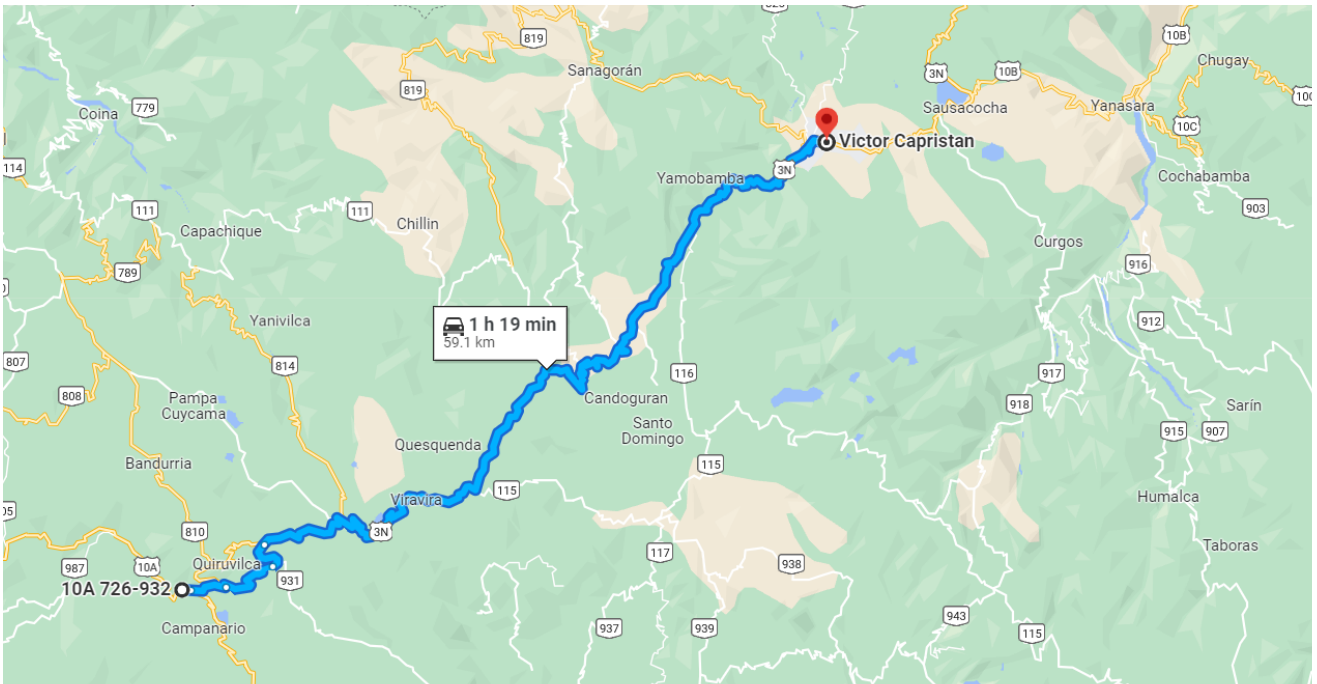 819
10B
Chugay
Sanagorán
3N
10B
819
Sausacocha
Yanasara
779
Coina
10C
Victor Capristan
114
3N
Yamobamba
Cochabamba
111
111
903
Chillin
Capachique
Curgos
916
789
1 h 19 min
59.1 km
Yanivilca
912
807
814
116
917
808
Pampa
Cuycama
Candoguran
918
Sarín
Santo
Domingo
915
907
Quesquenda
Bandurria
115
115
Viravira
Humalca
810
3N
Taboras
117
Quiruvilca
987
10A
938
931
10A 726-932
943
Campanario
937
939
115